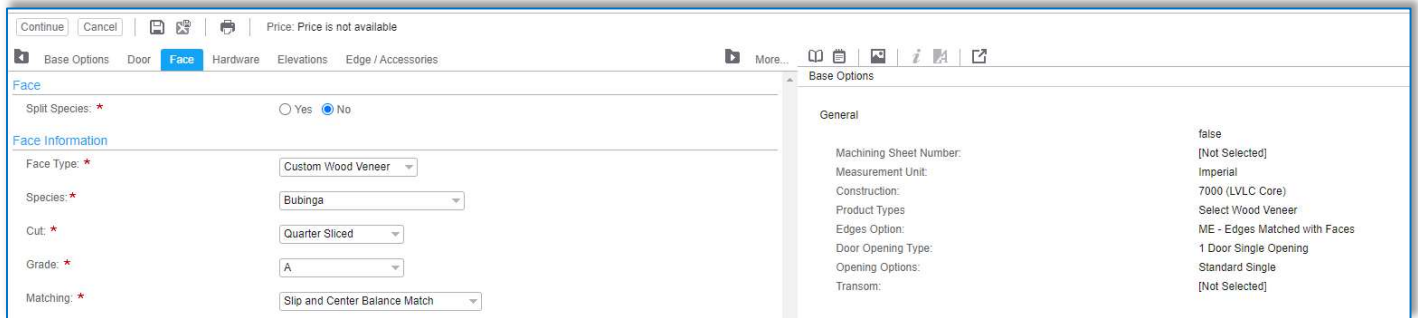 Continue Cancel Price: Price is not available
Base Options Door Face Hardware Elevations Edge / Accessories More...
Face
Split Species: * Yes No
Face Information
Face Type: * Custom Wood Veneer
Species:* Bubinga
Cut: * Quarter Sliced
Grade: * A
Matching: * Slip and Center Balance Match
Base Options
General
false
Machining Sheet Number: [Not Selected]
Measurement Unit: Imperial
Construction: 7000 (LVLC Core)
Product Types Select Wood Veneer
Edges Option: ME - Edges Matched with Faces
Door Opening Type: 1 Door Single Opening
Opening Options: Standard Single
Transom: [Not Selected]